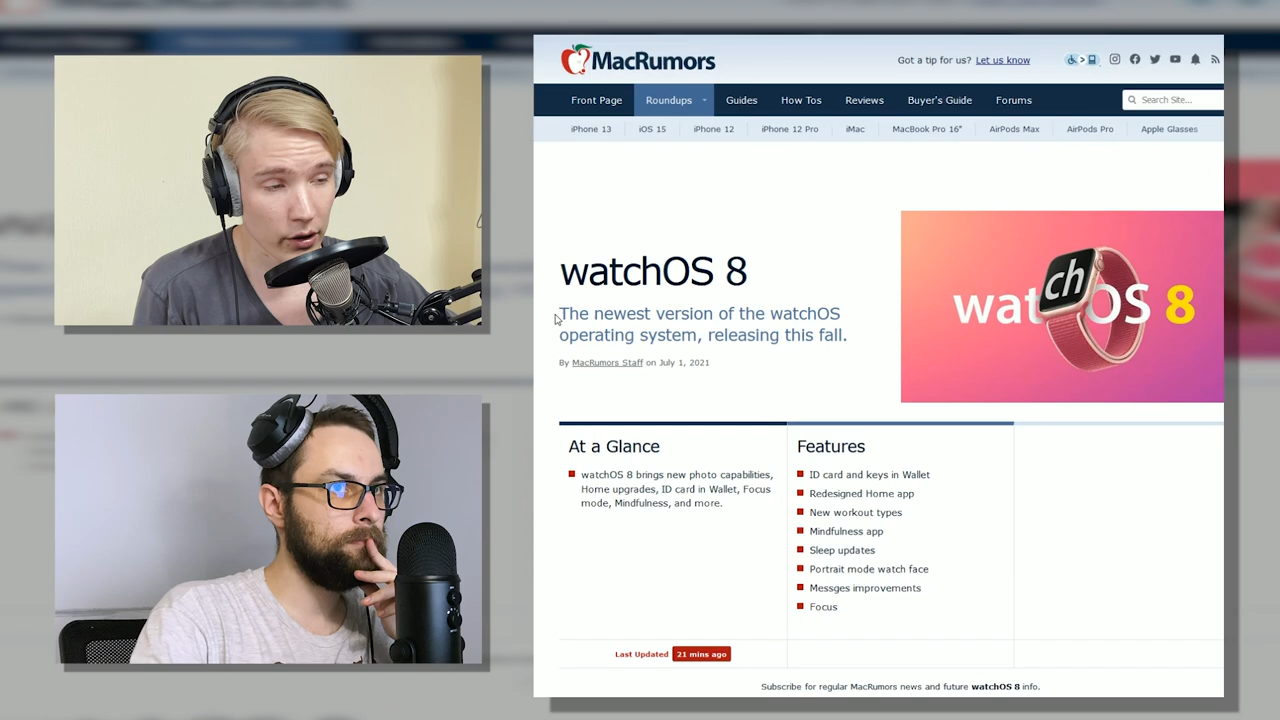 MacRumors
Got a tip for us? Let us know
Front Page Roundups Guides How Tos Reviews Buyer's Guide Forums Search Site...
iPhone 13 iOS 15 iPhone 12 iPhone 12 Pro iMac MacBook Pro 16" AirPods Max AirPods Pro Apple Glasses
watchOS 8
The newest version of the watchOS
operating system, releasing this fall.
By MacRumors Staff on July 1, 2021
watchOS 8
At a Glance
watchOS 8 brings new photo capabilities,
Home upgrades, ID card in Wallet, Focus
mode, Mindfulness, and more.
Features
ID card and keys in Wallet
Redesigned Home app
New workout types
Mindfulness app
Sleep updates
Portrait mode watch face
Messges improvements
Focus
Last Updated 21 mins ago
Subscribe for regular MacRumors news and future watchOS 8 info.